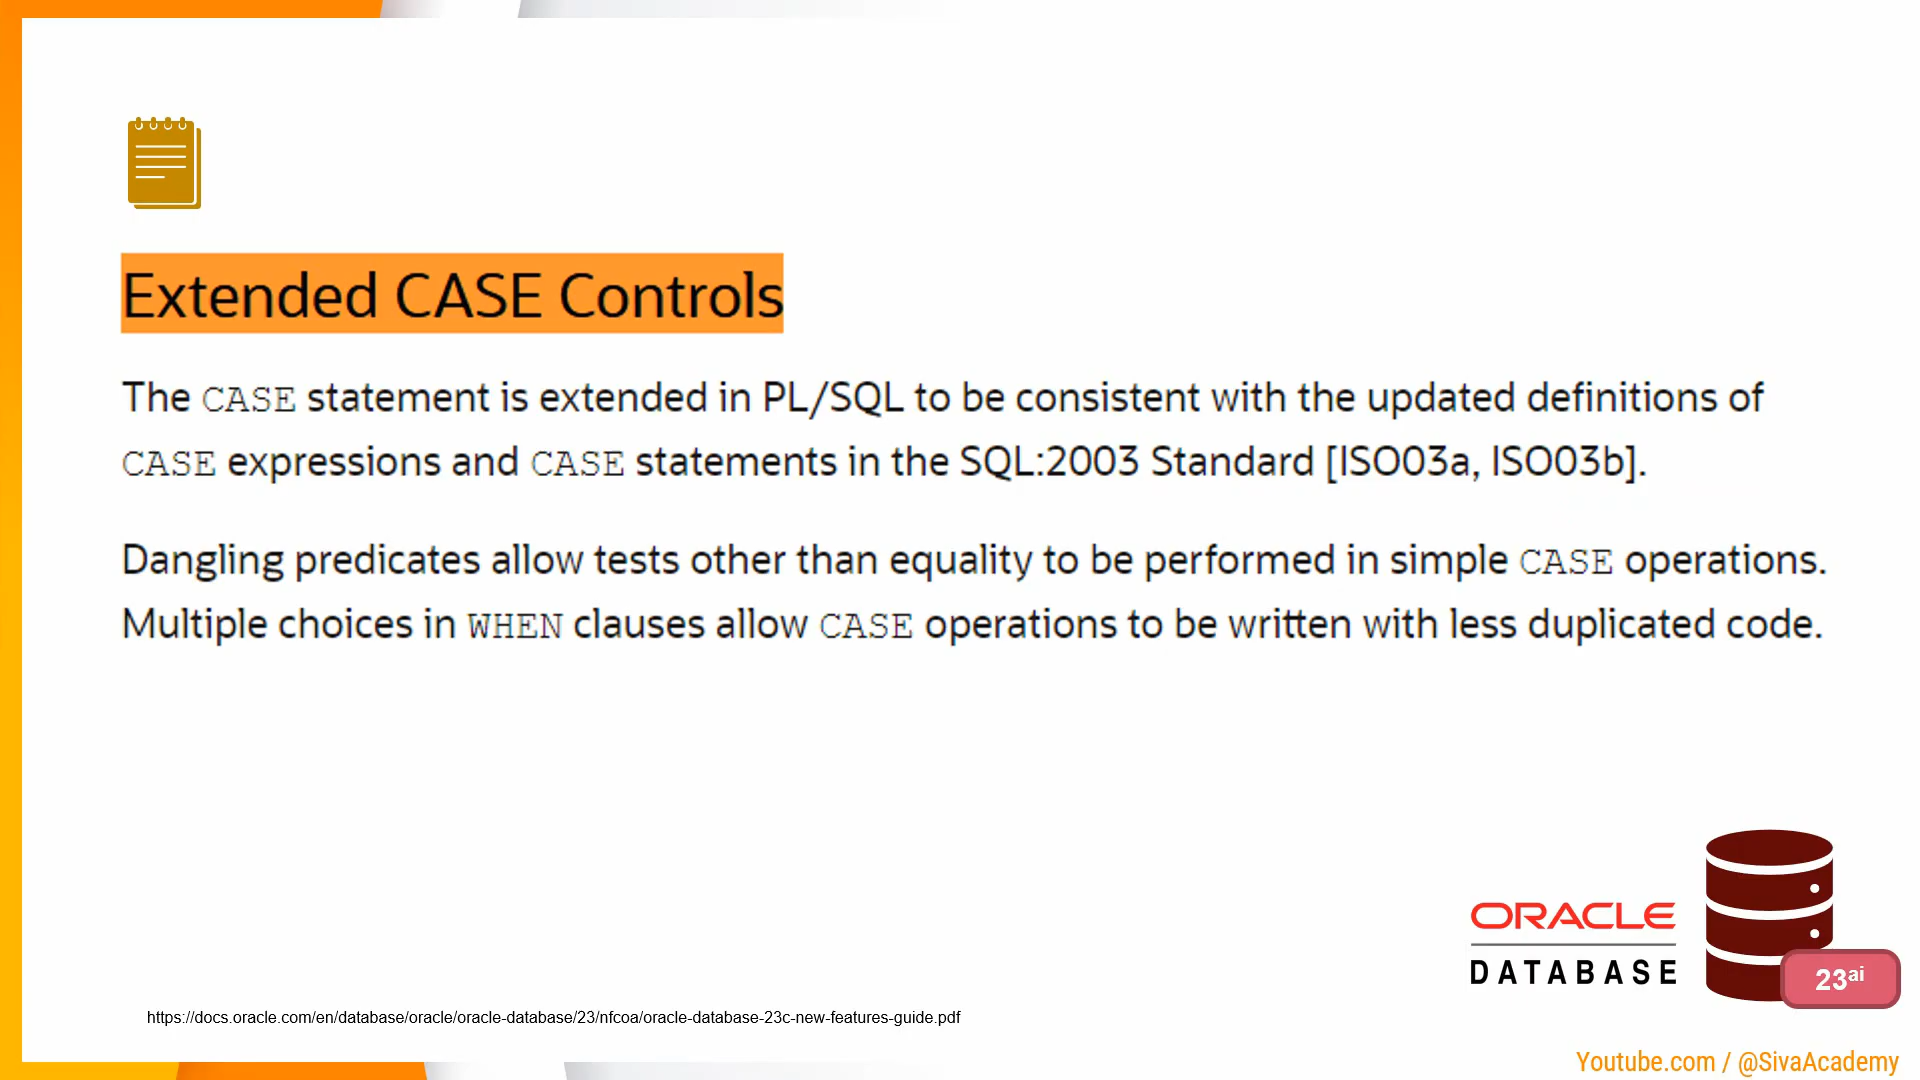 Extended CASE Controls
The CASE statement is extended in PL/SQL to be consistent with the updated definitions of
CASE expressions and CASE statements in the SQL:2003 Standard [ISO03a, ISO03b].
Dangling predicates allow tests other than equality to be performed in simple CASE operations.
Multiple choices in WHEN clauses allow CASE operations to be written with less duplicated code.
ORACLE
DATABASE
23ai
https://docs.oracle.com/en/database/oracle/oracle-database/23/nfcoa/oracle-database-23c-new-features-guide.pdf
Youtube.com / @SivaAcademy